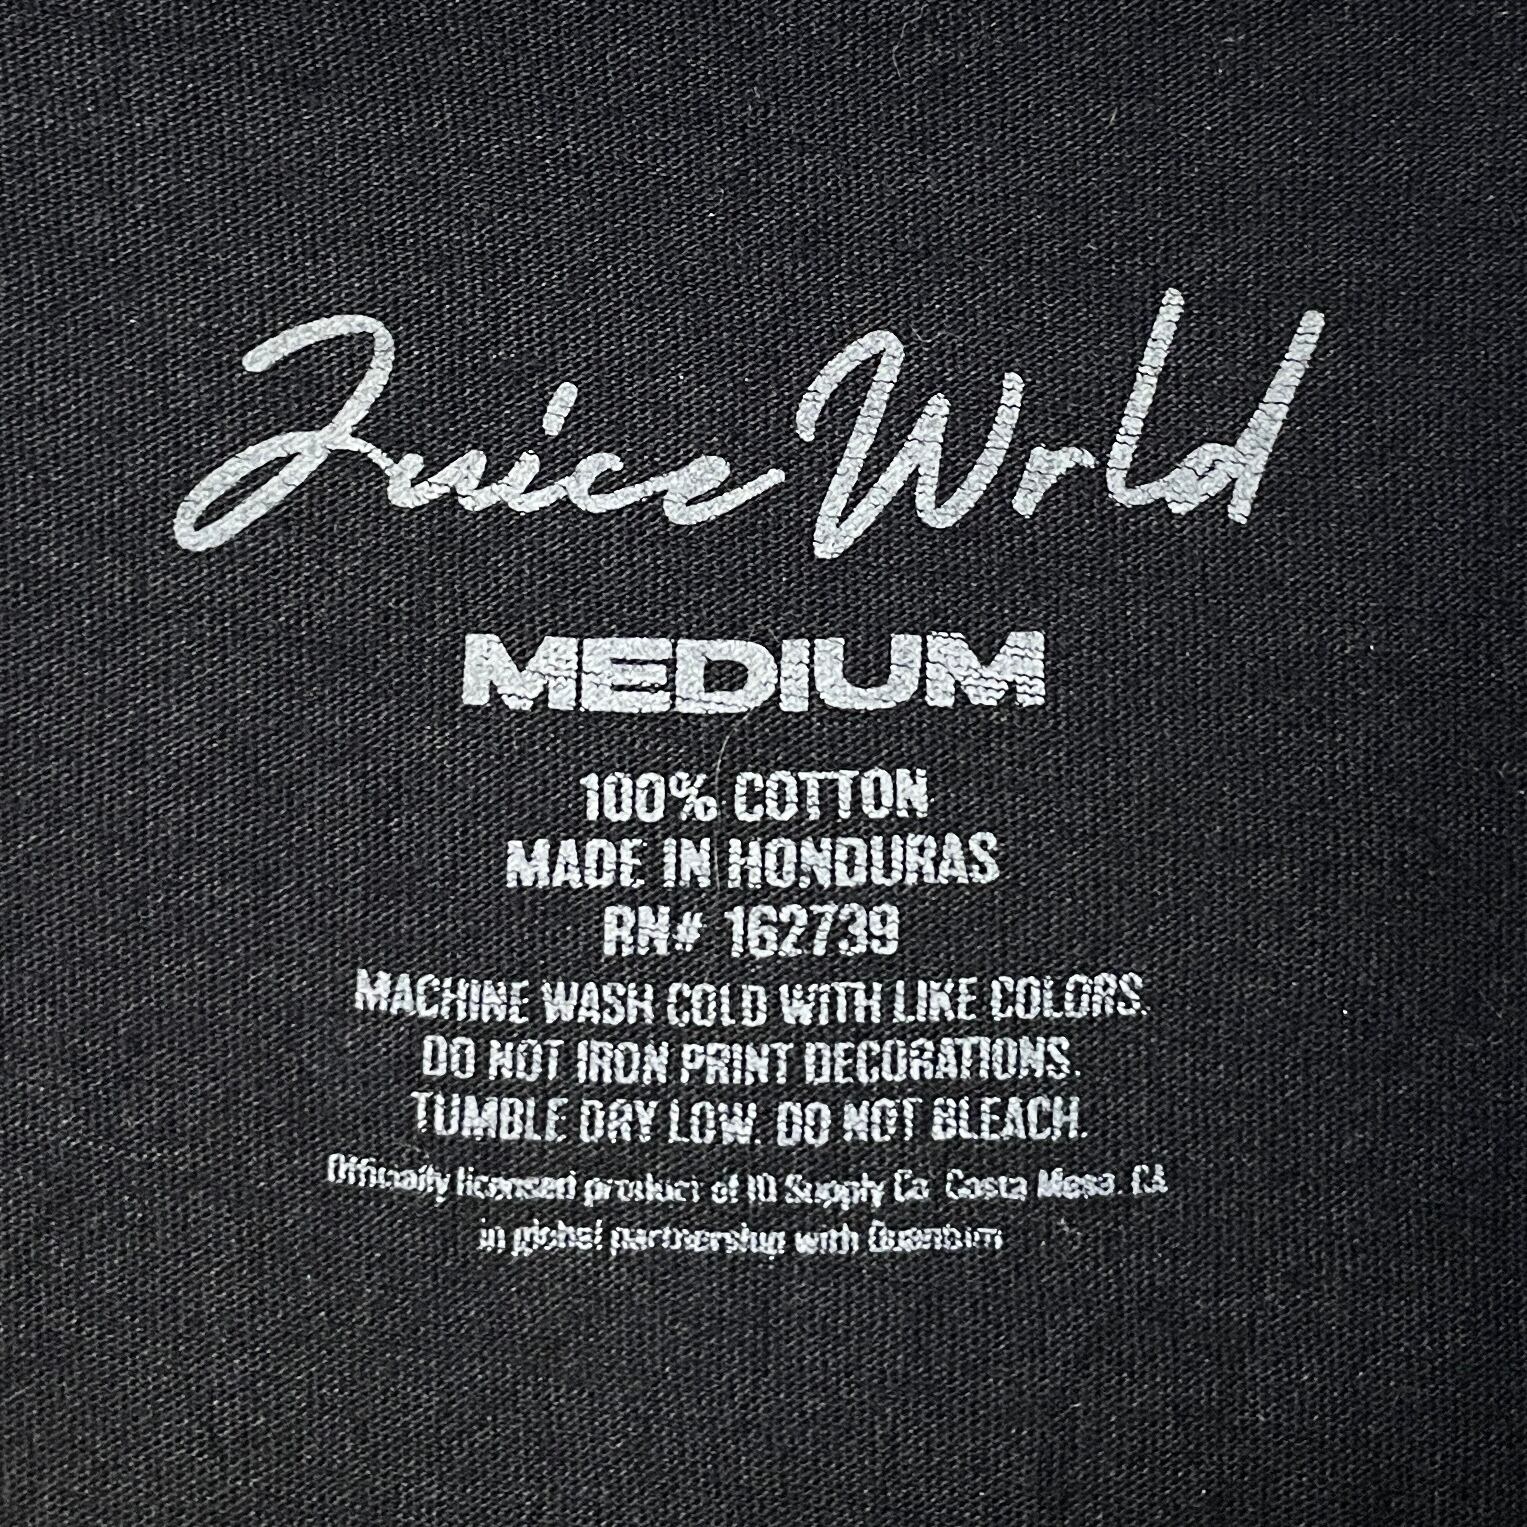 Juice Wrld
MEDIUM
100% COTTON
MADE IN HONDURAS
RN# 162739
MACHINE WASH COLD WITH LIKE COLORS.
DO NOT IRON PRINT DECORATIONS.
TUMBLE DRY LOW. DO NOT BLEACH.
Officially licensed product of ID Supply Co. Costa Mesa, CA
in global partnership with